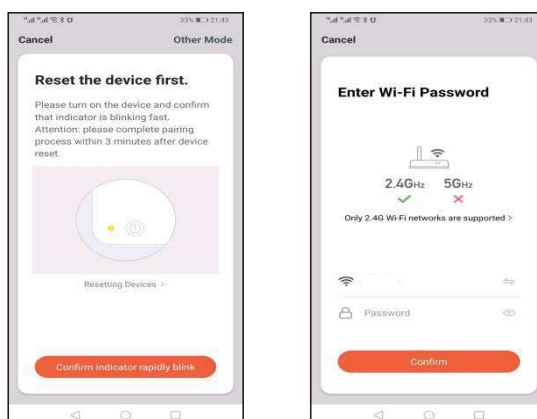 33% 21:43
Cancel Other Mode
Reset the device first.
Please turn on the device and confirm
that indicator is blinking fast.
Attention: please complete pairing
process within 3 minutes after device
reset.
Resetting Devices >
Confirm indicator rapidly blink
33% 21:43
Cancel
Enter Wi-Fi Password
2.4GHz 5GHz
Only 2.4G Wi-Fi networks are supported >
Password
Confirm